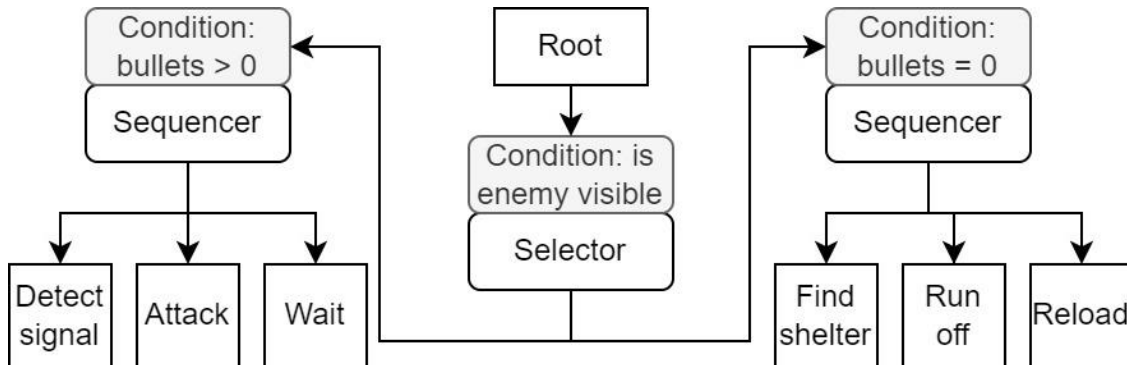 Condition:
bullets > 0
Sequencer
Detect
signal
Attack
Wait
Root
Condition: is
enemy visible
Selector
Condition:
bullets = 0
Sequencer
Find
shelter
Run
off
Reload